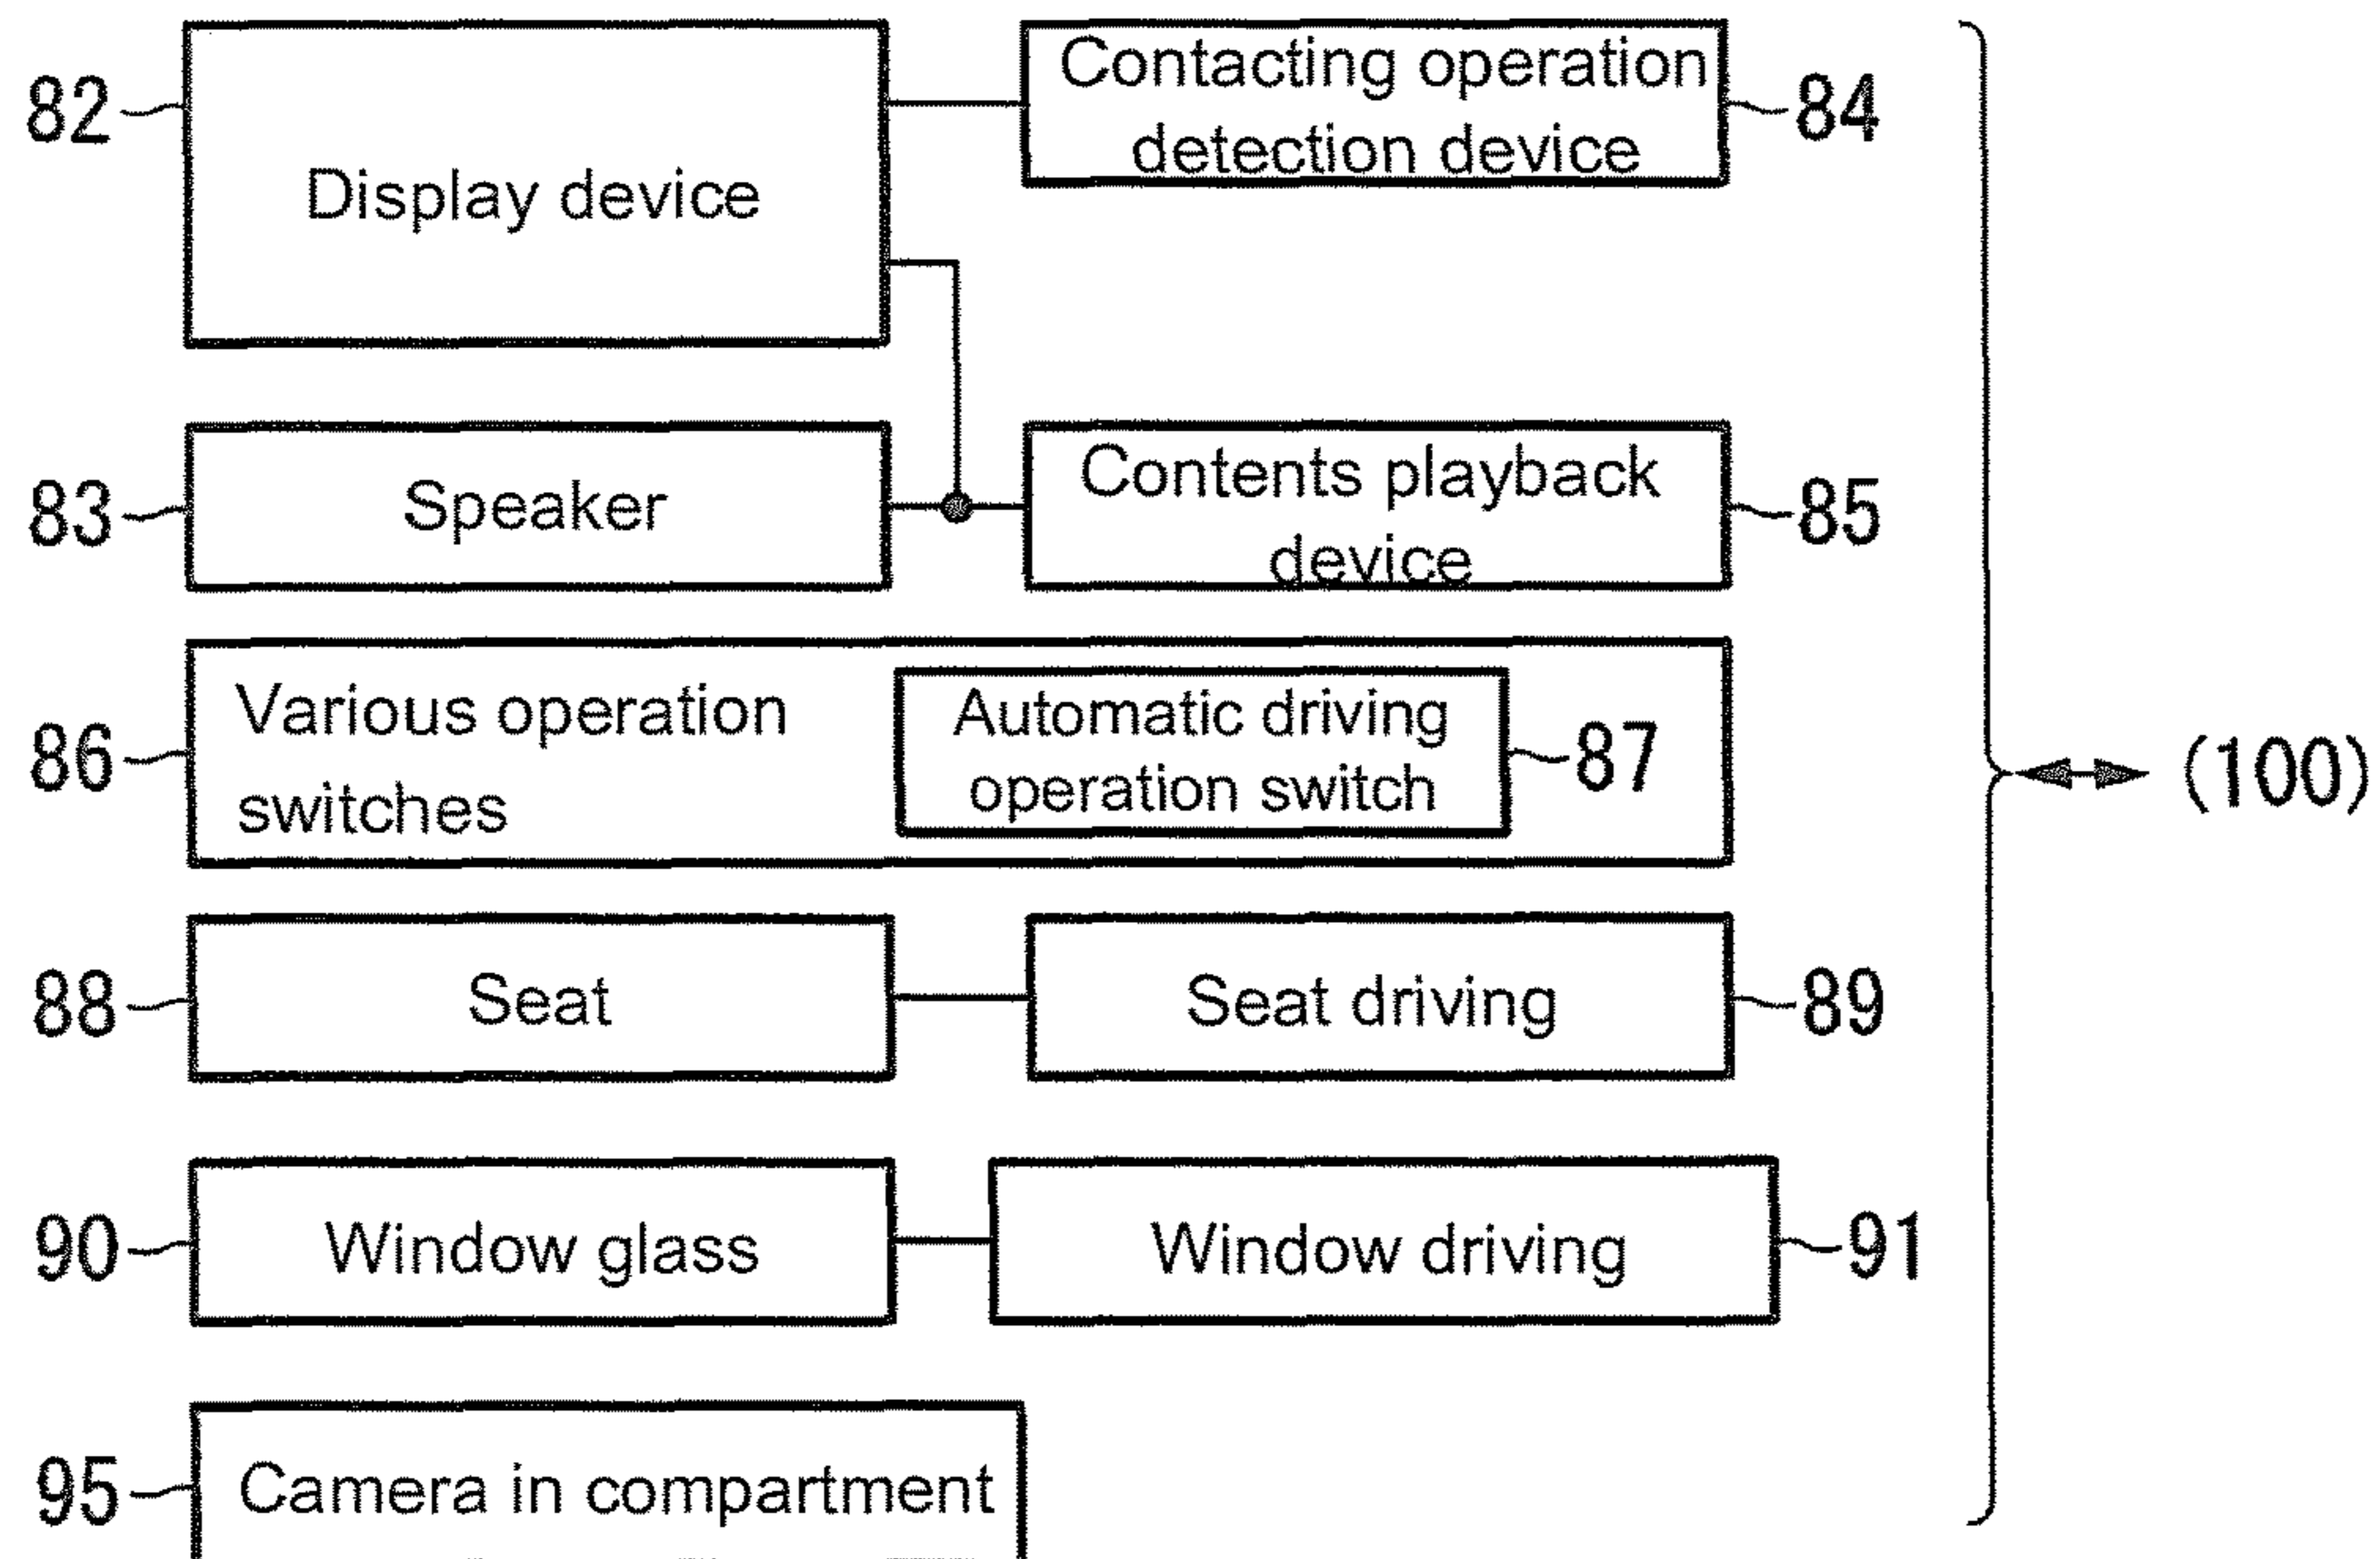 82
Display device
Contacting operation
detection device
84
83
Speaker
Contents playback
device
85
86
Various operation
switches
Automatic driving
operation switch
87
(100)
88
Seat
Seat driving
89
90
Window glass
Window driving
91
95
Camera in compartment